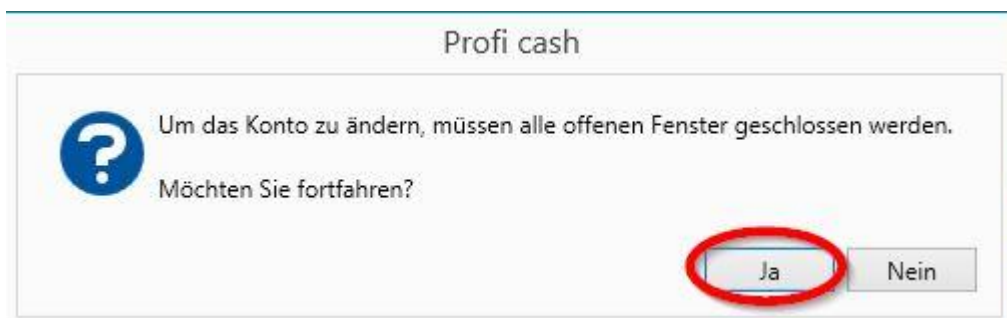 Profi cash
Um das Konto zu ändern, müssen alle offenen Fenster geschlossen werden.
Möchten Sie fortfahren?
Ja
Nein